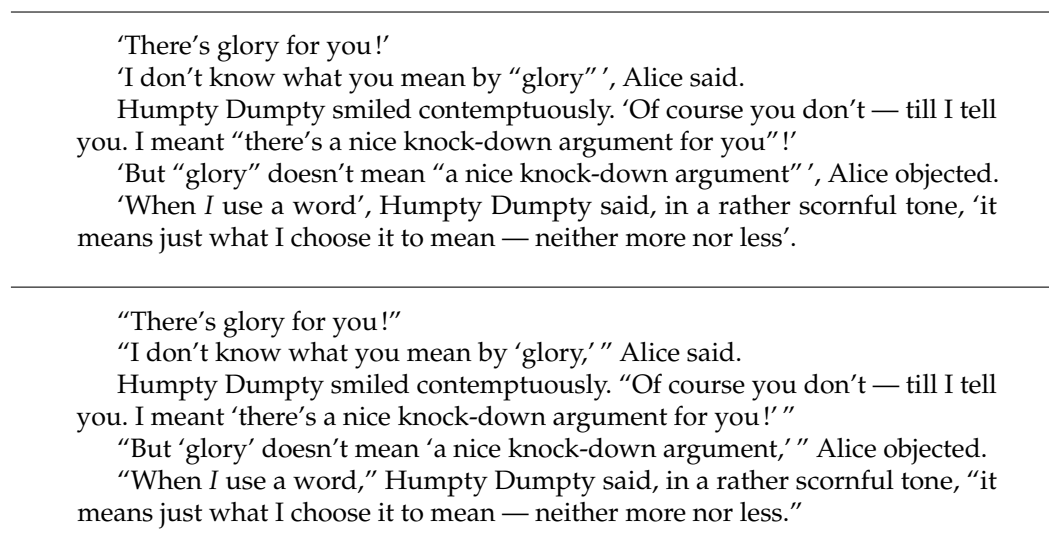 ‘There’s glory for you!’
‘I don’t know what you mean by “glory” ’, Alice said.
Humpty Dumpty smiled contemptuously. ‘Of course you don’t — till I tell
you. I meant “there’s a nice knock-down argument for you”!’
‘But “glory” doesn’t mean “a nice knock-down argument” ’, Alice objected.
‘When I use a word’, Humpty Dumpty said, in a rather scornful tone, ‘it
means just what I choose it to mean — neither more nor less’.
“There’s glory for you!”
“I don’t know what you mean by ‘glory,’ ” Alice said.
Humpty Dumpty smiled contemptuously. “Of course you don’t — till I tell
you. I meant ‘there’s a nice knock-down argument for you!’ ”
“But ‘glory’ doesn’t mean ‘a nice knock-down argument,’ ” Alice objected.
“When I use a word,” Humpty Dumpty said, in a rather scornful tone, “it
means just what I choose it to mean — neither more nor less.”